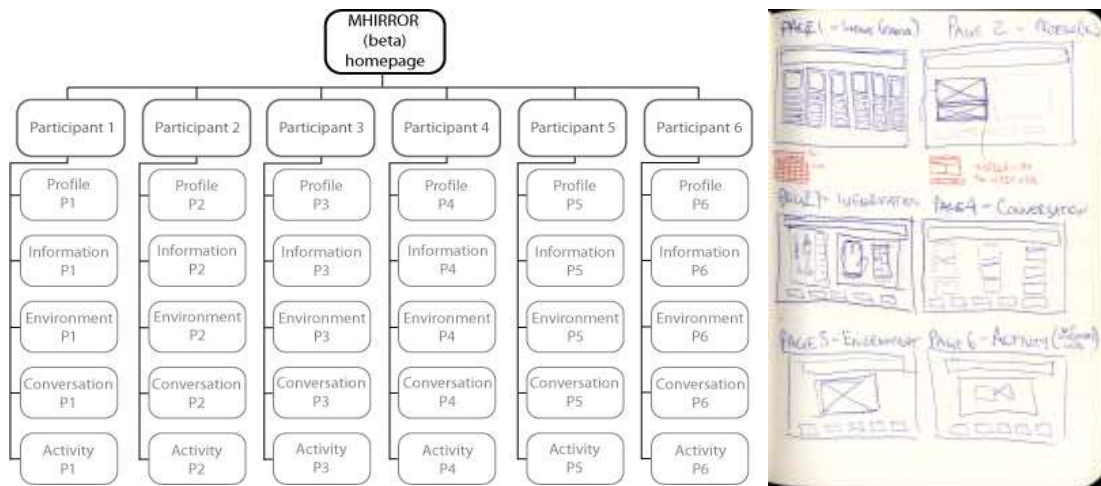 MHIRROR
(beta)
homepage
Participant 1
Participant 2
Participant 3
Participant 4
Participant 5
Participant 6
Profile
P1
Profile
P2
Profile
P3
Profile
P4
Profile
P5
Profile
P6
Information
P1
Information
P2
Information
P3
Information
P4
Information
P5
Information
P6
Environment
P1
Environment
P2
Environment
P3
Environment
P4
Environment
P5
Environment
P6
Conversation
P1
Conversation
P2
Conversation
P3
Conversation
P4
Conversation
P5
Conversation
P6
Activity
P1
Activity
P2
Activity
P3
Activity
P4
Activity
P5
Activity
P6
PAGE 1 -
PAGE 2 -
- INFORMATION
PAGE 4 - CONVERSATION
PAGE 5 - ENVIRONMENT
PAGE 6 - ACTIVITY